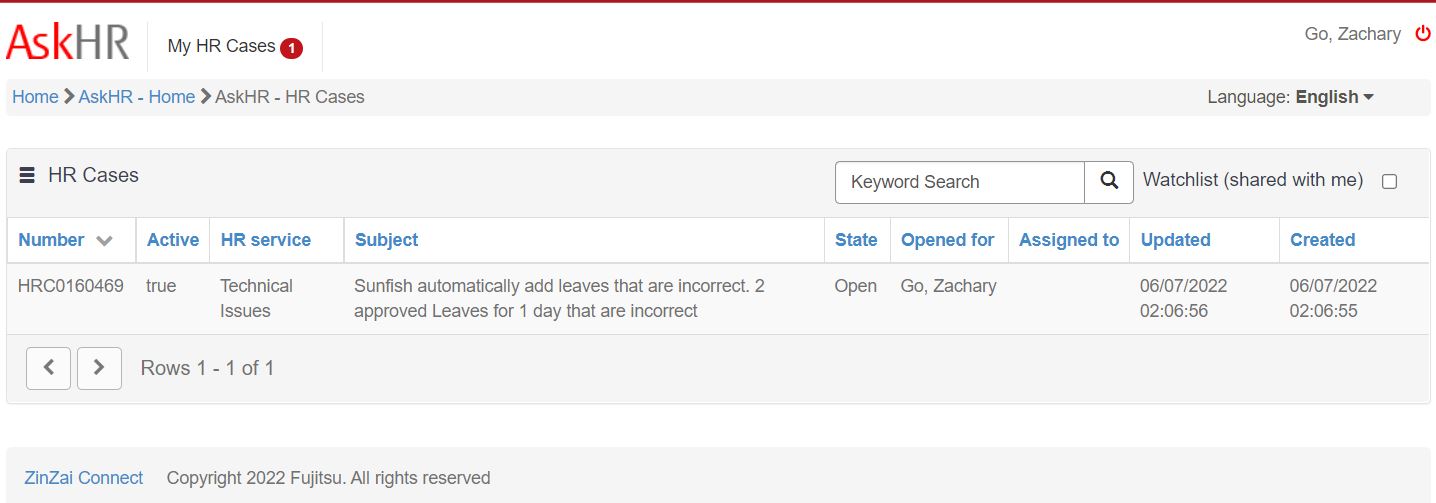 AskHR My HR Cases 1 Go, Zachary
Home AskHR - Home AskHR - HR Cases Language: English
HR Cases Keyword Search Watchlist (shared with me)
Number Active HR service Subject State Opened for Assigned to Updated Created
HRC0160469 true Technical Sunfish automatically add leaves that are incorrect. 2 Open Go, Zachary 06/07/2022 06/07/2022
Issues approved Leaves for 1 day that are incorrect 02:06:56 02:06:55
Rows 1 - 1 of 1
ZinZai Connect Copyright 2022 Fujitsu. All rights reserved